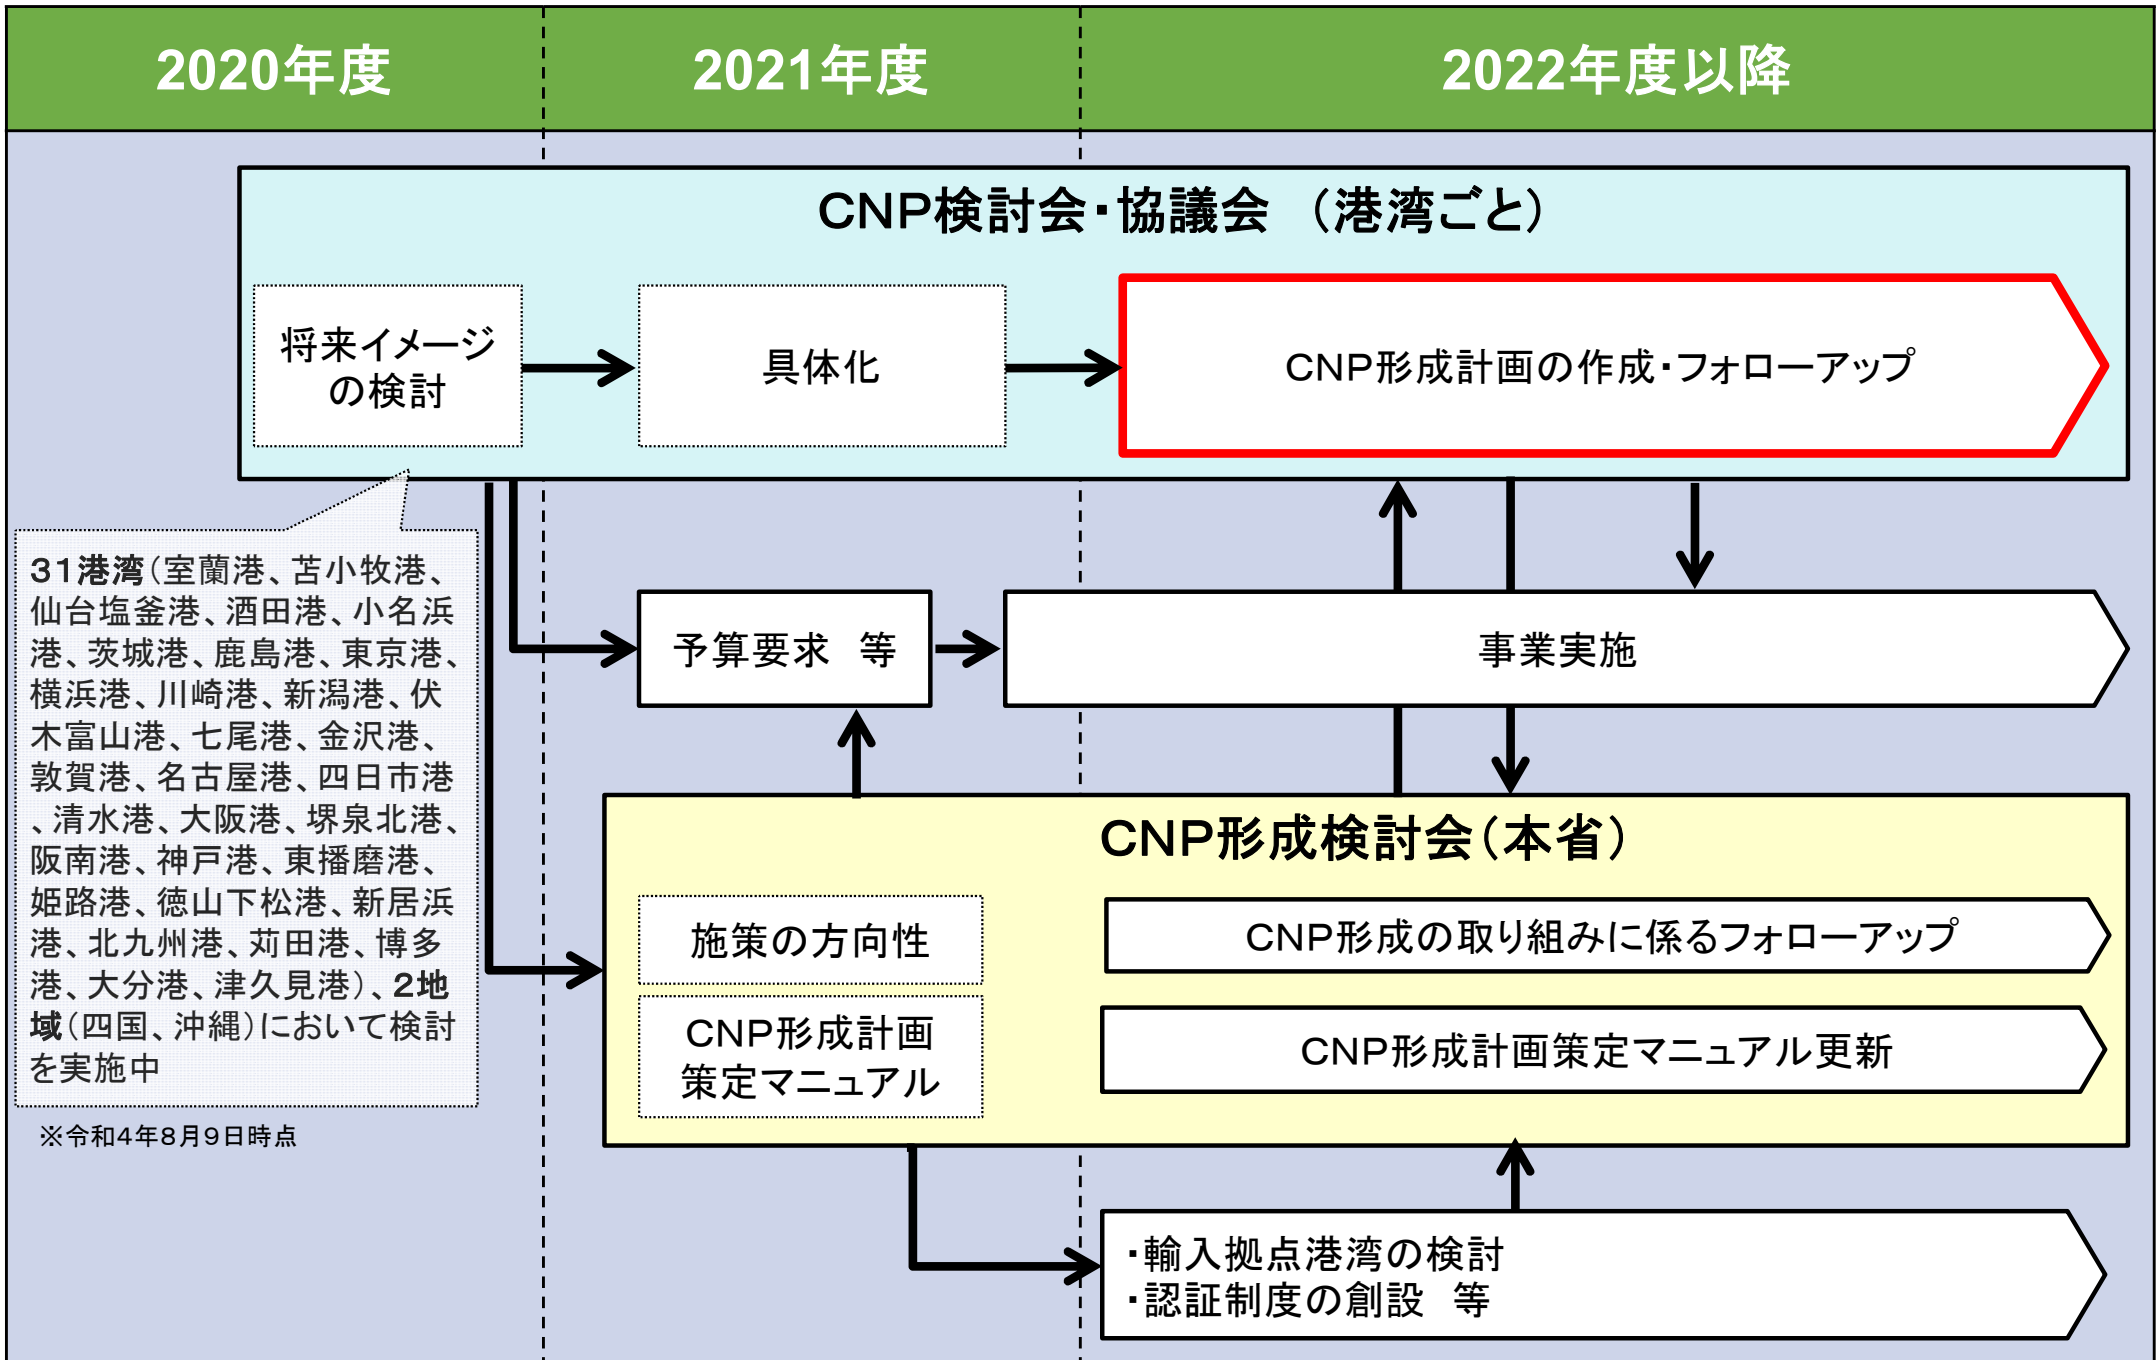 2020年度
2021年度
2022年度以降
CNP検討会・協議会　（港湾ごと）
将来イメージ
の検討
具体化
CNP形成計画の作成・フォローアップ
31港湾（室蘭港、苫小牧港、
仙台塩釜港、酒田港、小名浜
港、茨城港、鹿島港、東京港、
横浜港、川崎港、新潟港、伏
木富山港、七尾港、金沢港、
敦賀港、名古屋港、四日市港
、清水港、大阪港、堺泉北港、
阪南港、神戸港、東播磨港、
姫路港、徳山下松港、新居浜
港、北九州港、苅田港、博多
港、大分港、津久見港）、2地
域（四国、沖縄）において検討
を実施中
※令和4年8月9日時点
予算要求　等
事業実施
CNP形成検討会（本省）
施策の方向性
CNP形成計画
策定マニュアル
CNP形成の取り組みに係るフォローアップ
CNP形成計画策定マニュアル更新
・輸入拠点港湾の検討
・認証制度の創設　等